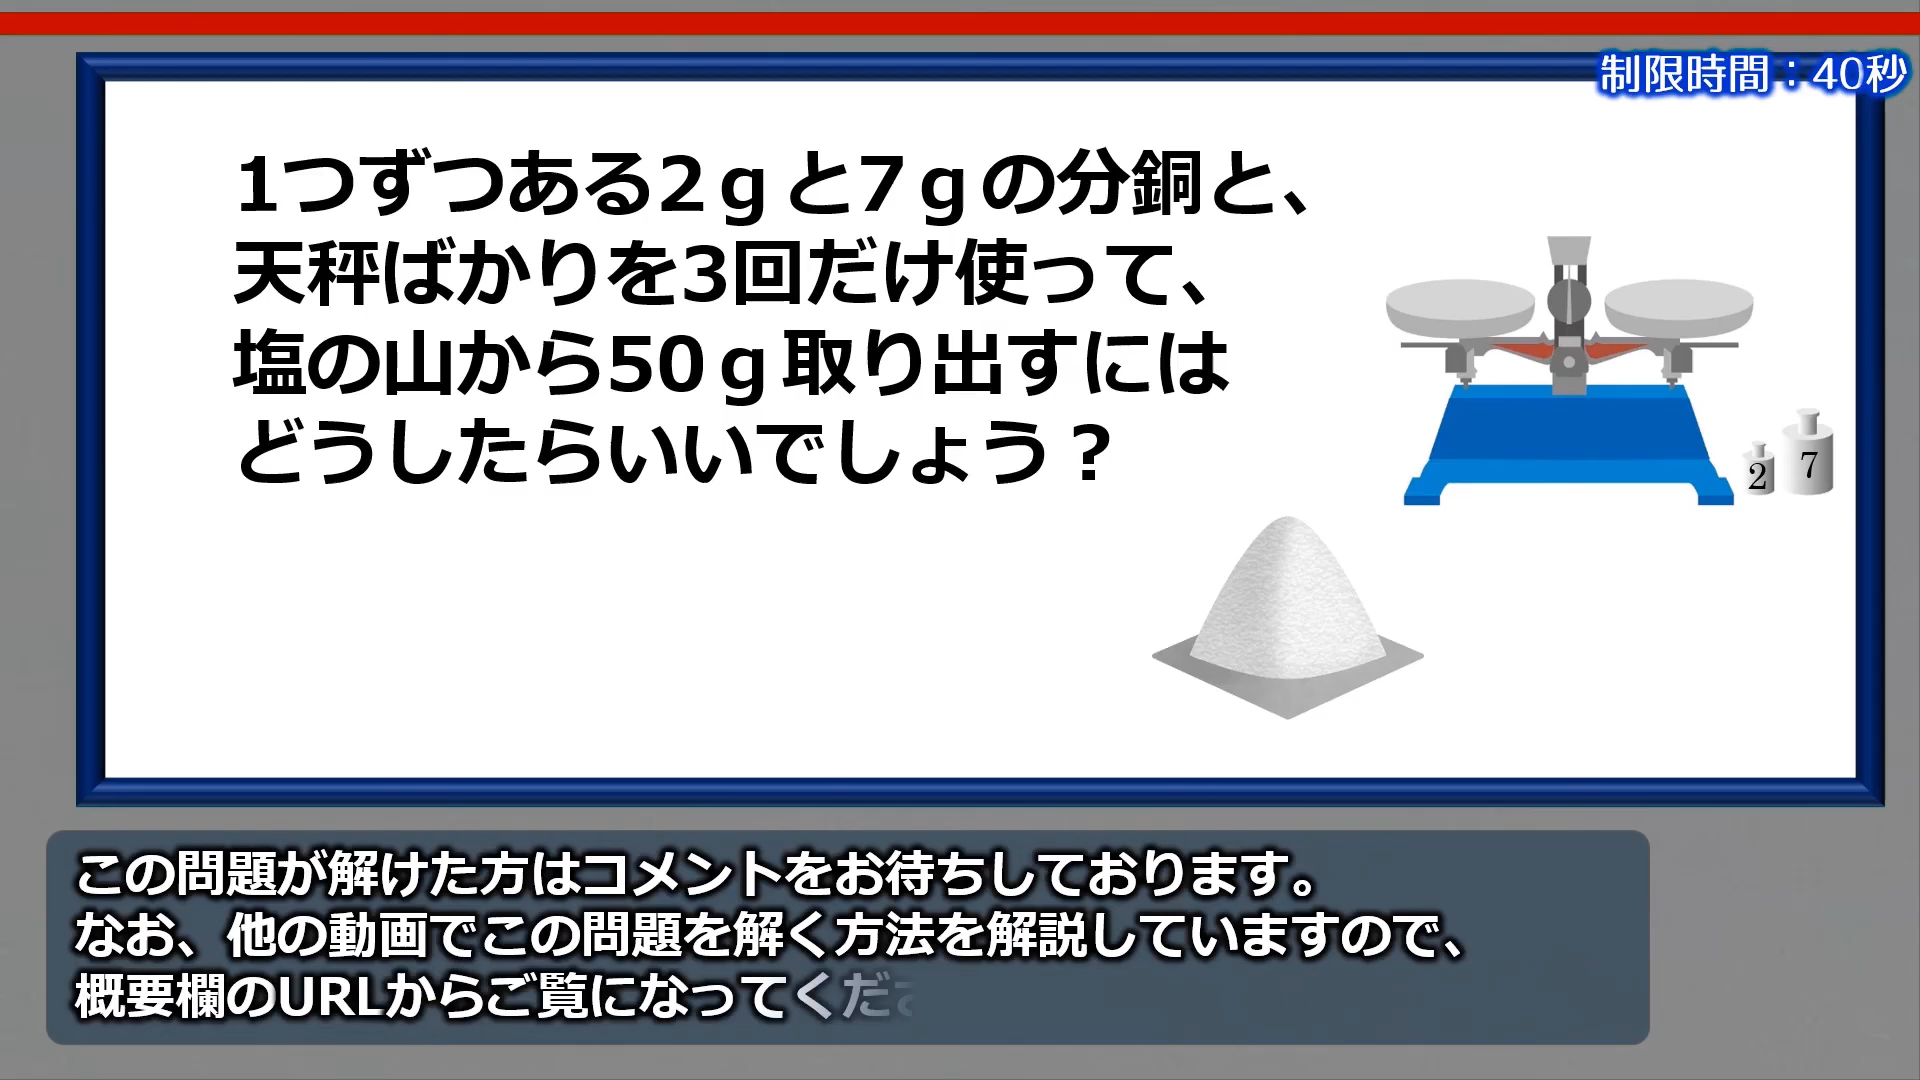 制限時間：40秒
1つずつある2ｇと7ｇの分銅と、
天秤ばかりを3回だけ使って、
塩の山から50ｇ取り出すには
どうしたらいいでしょう？
2
7
この問題が解けた方はコメントをお待ちしております。
なお、他の動画でこの問題を解く方法を解説していますので、
概要欄のURLからご覧になってくださ